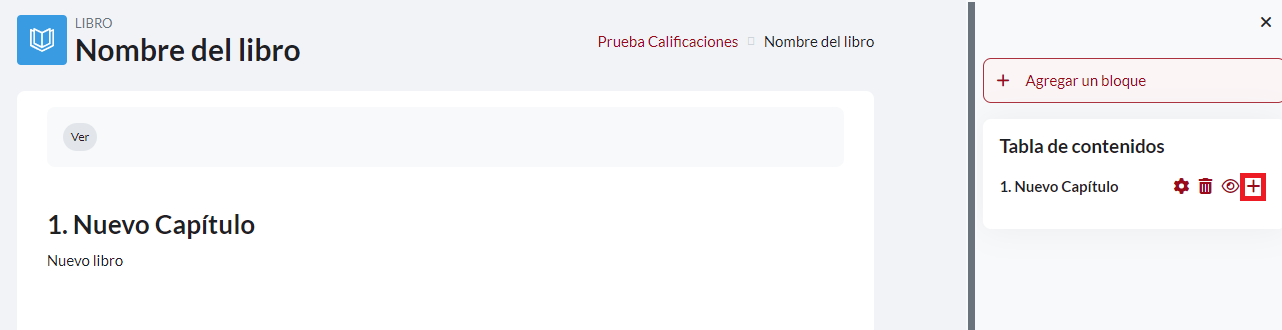 LIBRO
Nombre del libro
Prueba Calificaciones Nombre del libro
Ver
1. Nuevo Capítulo
Nuevo libro
Agregar un bloque
Tabla de contenidos
1. Nuevo Capítulo